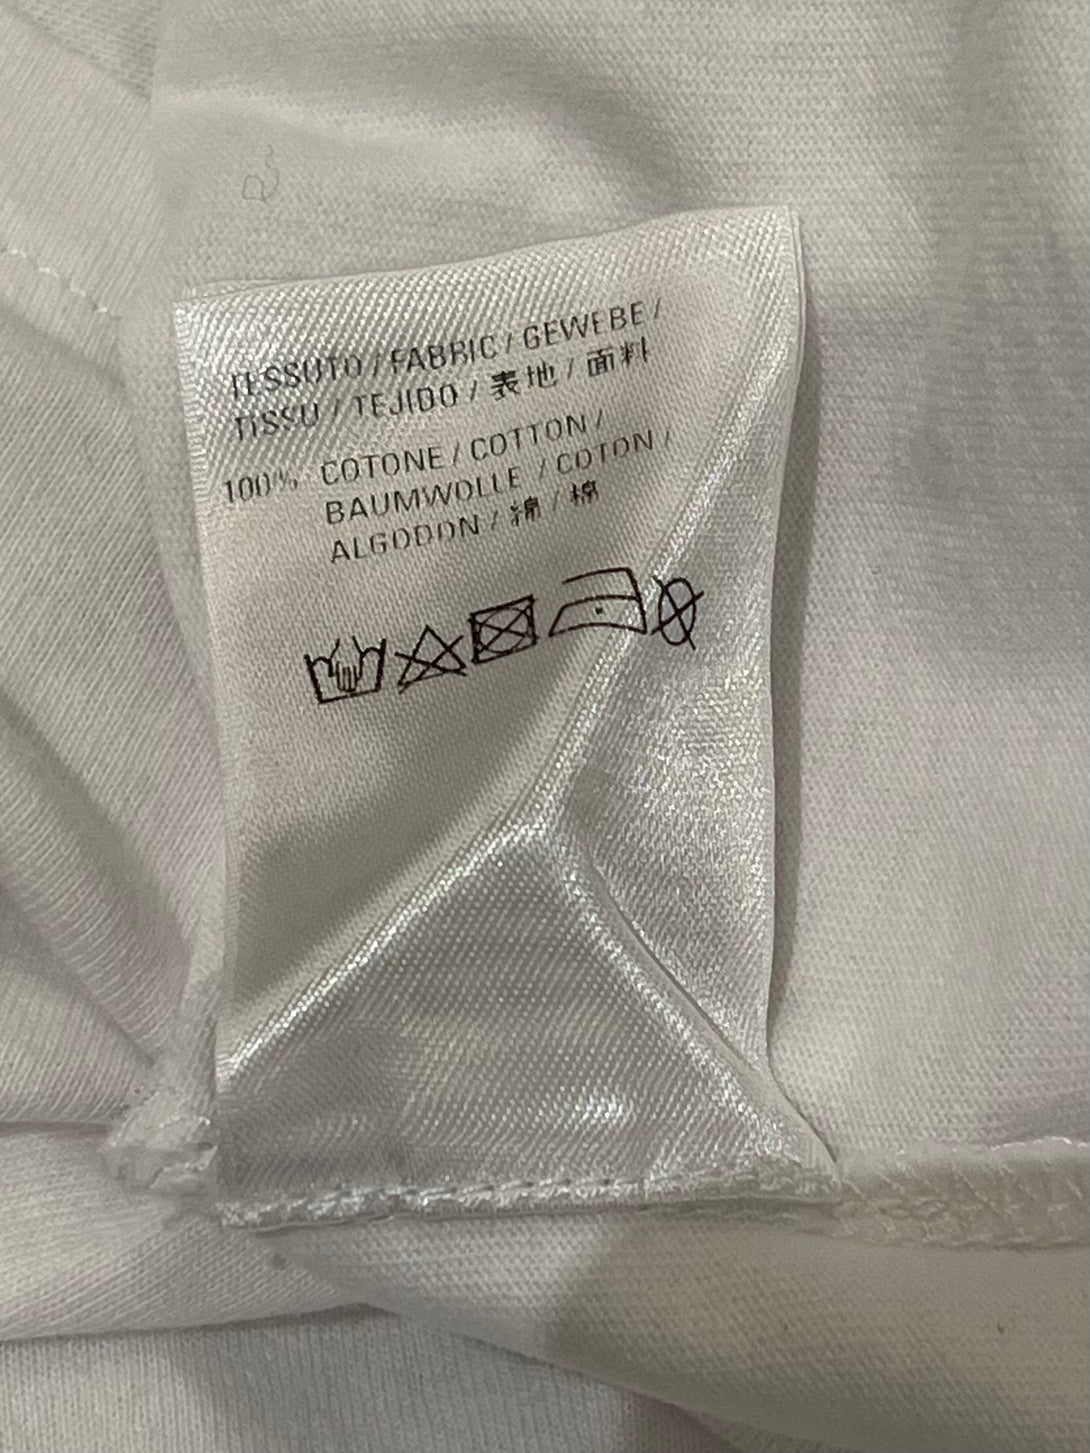 TESSUTO / FABRIC / GEWEBE /
TISSU / TEJIDO / 表地 / 面料
100% COTONE / COTTON /
BAUMWOLLE / COTON /
ALGODON / 綿 / 棉